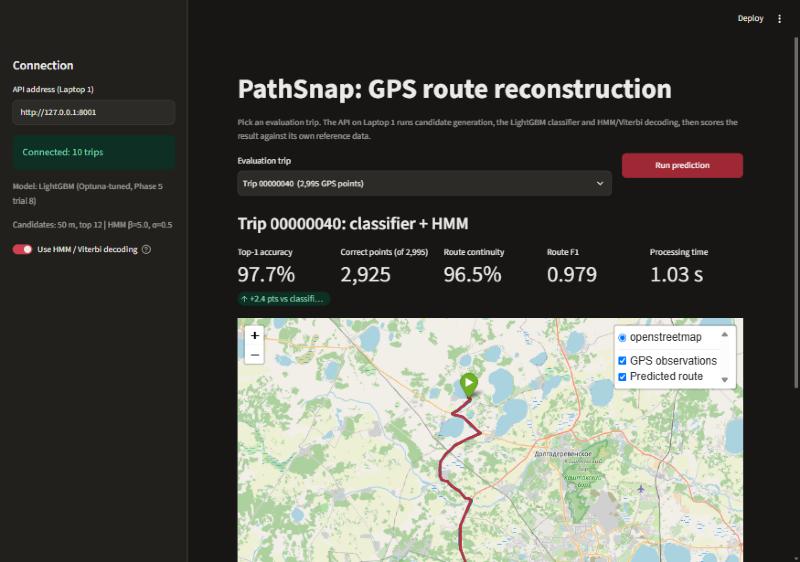 Deploy
Connection
API address (Laptop 1)
http://127.0.0.1:8001
Connected: 10 trips
Model: LightGBM (Optuna-tuned, Phase 5
trial 8)
Candidates: 50 m, top 12 | HMM β=5.0, α=0.5
Use HMM / Viterbi decoding
PathSnap: GPS route reconstruction
Pick an evaluation trip. The API on Laptop 1 runs candidate generation, the LightGBM classifier and HMM/Viterbi decoding, then scores the
result against its own reference data.
Evaluation trip
Trip 00000040 (2,995 GPS points)
Run prediction
Trip 00000040: classifier + HMM
Top-1 accuracy
97.7%
↑ +2.4 pts vs classifi...
Correct points (of 2,995)
2,925
Route continuity
96.5%
Route F1
0.979
Processing time
1.03 s
+
−
openstreetmap
GPS observations
Predicted route
Долгодеревенское
Каштакский
бор